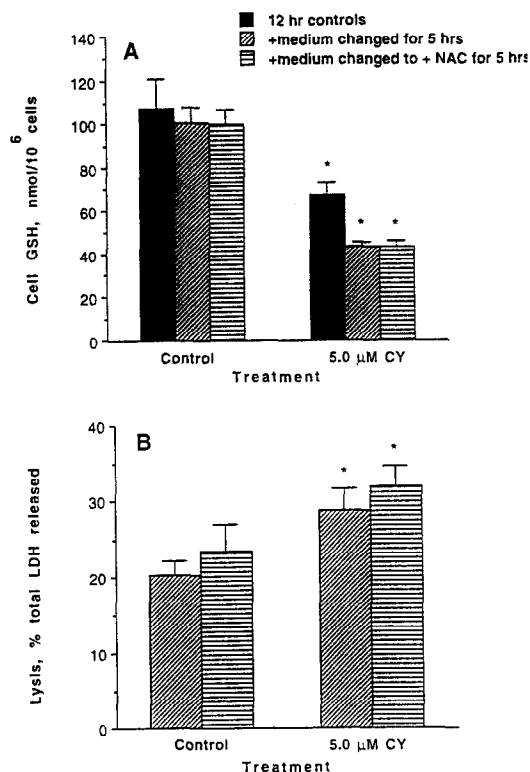 12 hr controls
+medium changed for 5 hrs
+medium changed to + NAC for 5 hrs
A
140
120
100
80
60
40
20
0
Cell GSH, nmol/10^6 cells
* * *
Control 5.0 µM CY
Treatment
B
40
30
20
10
0
Lysis, % total LDH released
* *
Control 5.0 µM CY
Treatment